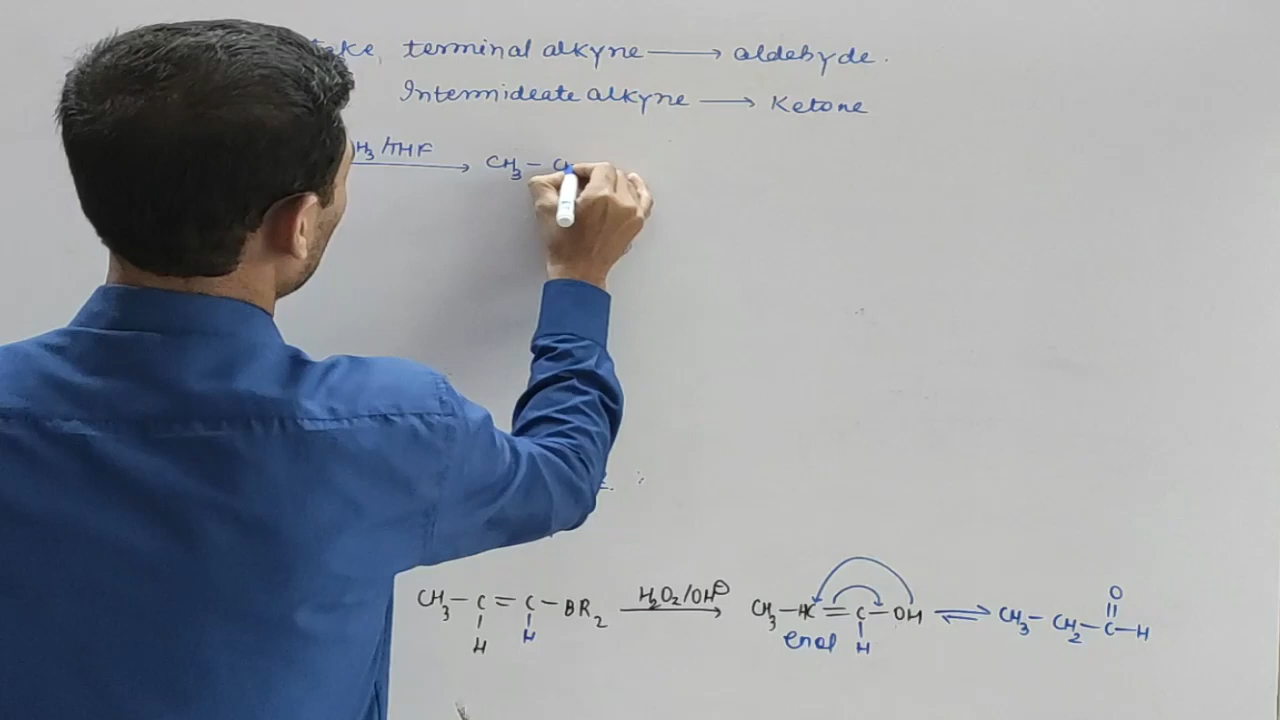 take, terminal alkyne ⟶ aldehyde.
Intermideate alkyne ⟶ Ketone
H3/THF ⟶ CH3 – C
CH3 – C = C – BR2 H2O2/OH⊖ ⟶ CH3 – HC = C – OH ⇌ CH3 – CH2 – C – H
O
H H Enol H